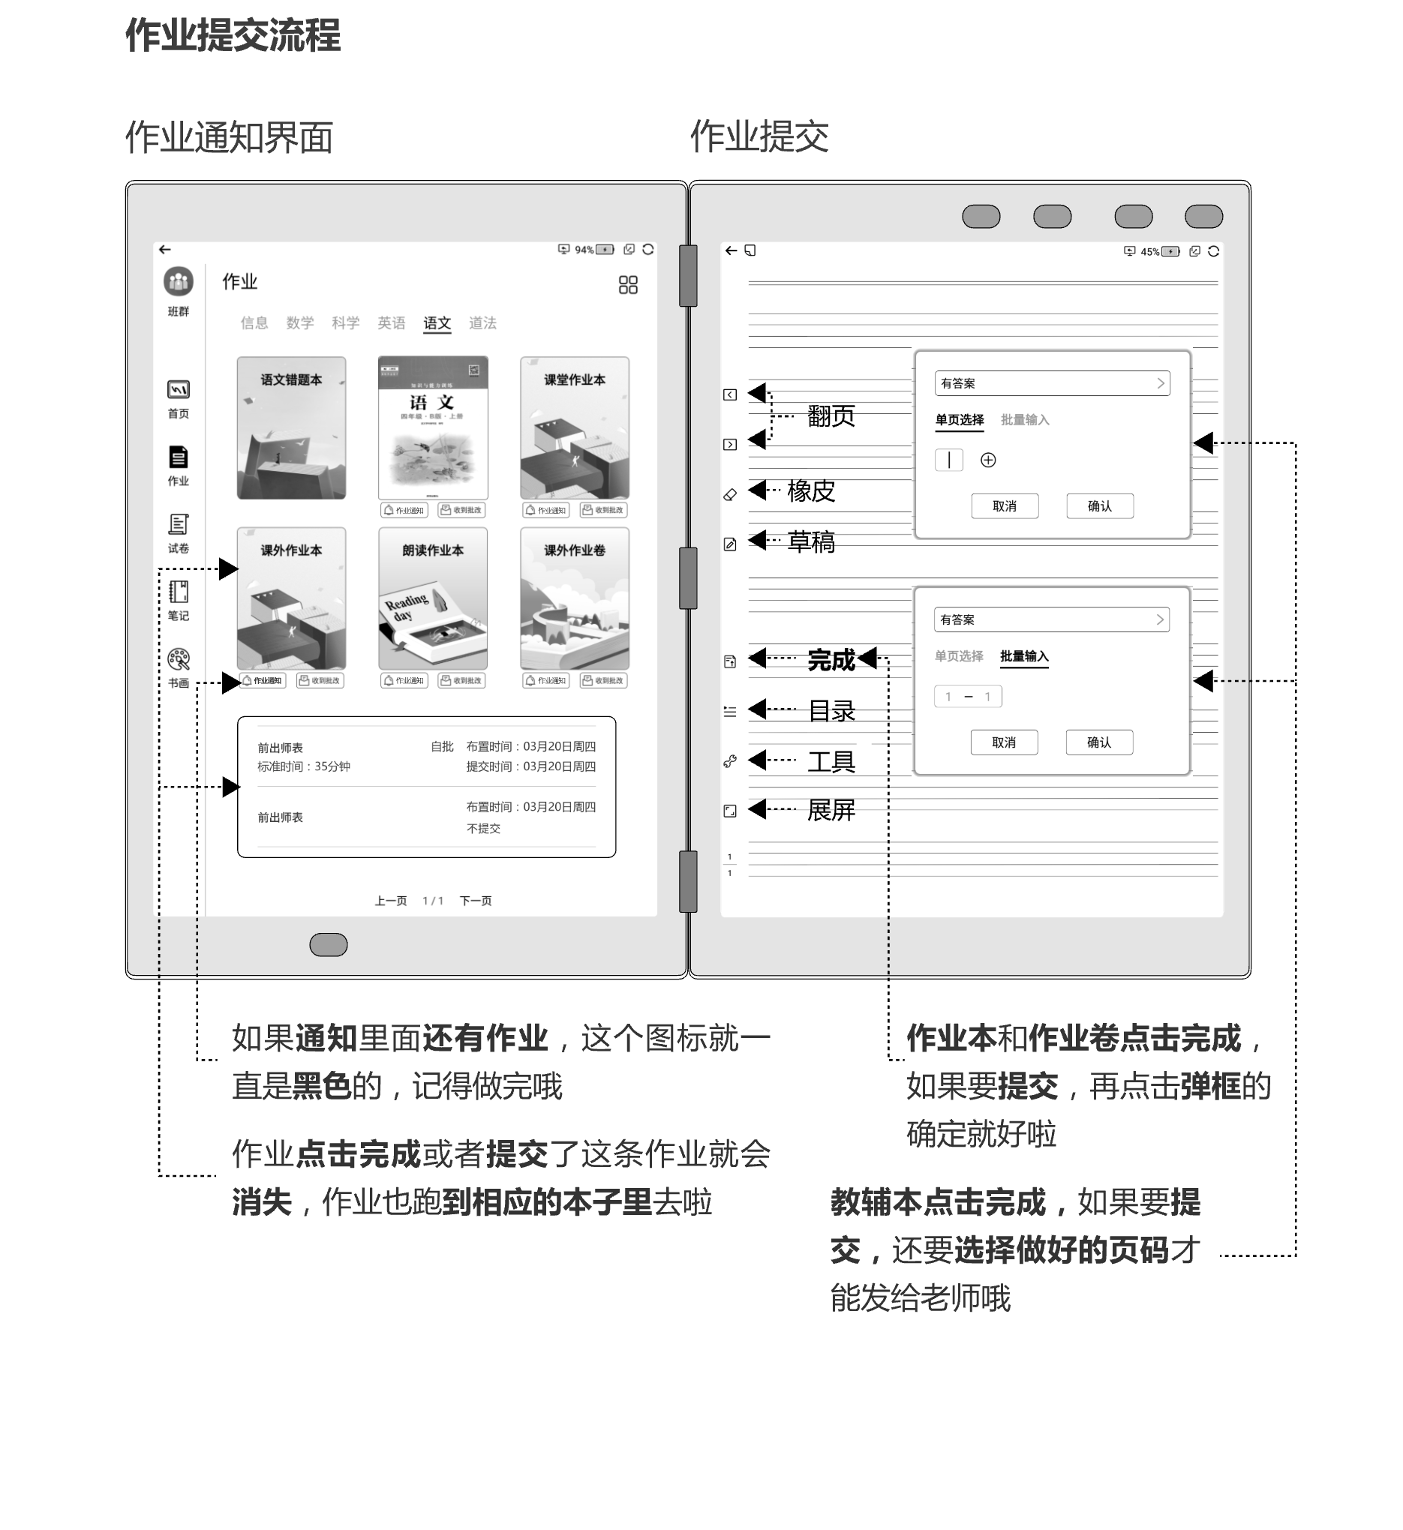 作业提交流程
作业通知界面
作业提交
94%
班群
作业
信息 数学 科学 英语 语文 道法
首页
作业
试卷
笔记
书画
语文错题本
知识与能力训练
语文
四年级·B版·上册
课堂作业本
作业通知 收到批改
作业通知 收到批改
课外作业本
朗读作业本
Reading
day
课外作业卷
作业通知 收到批改
作业通知 收到批改
作业通知 收到批改
前出师表 自批 布置时间：03月20日周四
标准时间：35分钟 提交时间：03月20日周四
前出师表 布置时间：03月20日周四
不提交
上一页 1 / 1 下一页
45%
翻页
橡皮
草稿
完成
目录
工具
展屏
1
1
有答案
单页选择 批量输入
取消 确认
有答案
单页选择 批量输入
1 – 1
取消 确认
如果通知里面还有作业，这个图标就一
直是黑色的，记得做完哦
作业点击完成或者提交了这条作业就会
消失，作业也跑到相应的本子里去啦
作业本和作业卷点击完成，
如果要提交，再点击弹框的
确定就好啦
教辅本点击完成，如果要提
交，还要选择做好的页码才
能发给老师哦